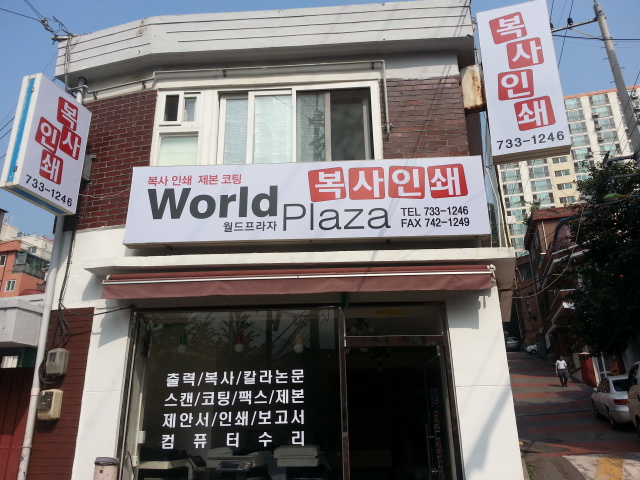 복사인쇄
733-1246
복사인쇄
733-1246
복사 인쇄 제본 코팅
복사인쇄
World
Plaza
월드프라자
TEL 733-1246
FAX 742-1249
출력/복사/칼라논문
스캔/코팅/팩스/제본
제안서/인쇄/보고서
컴퓨터수리